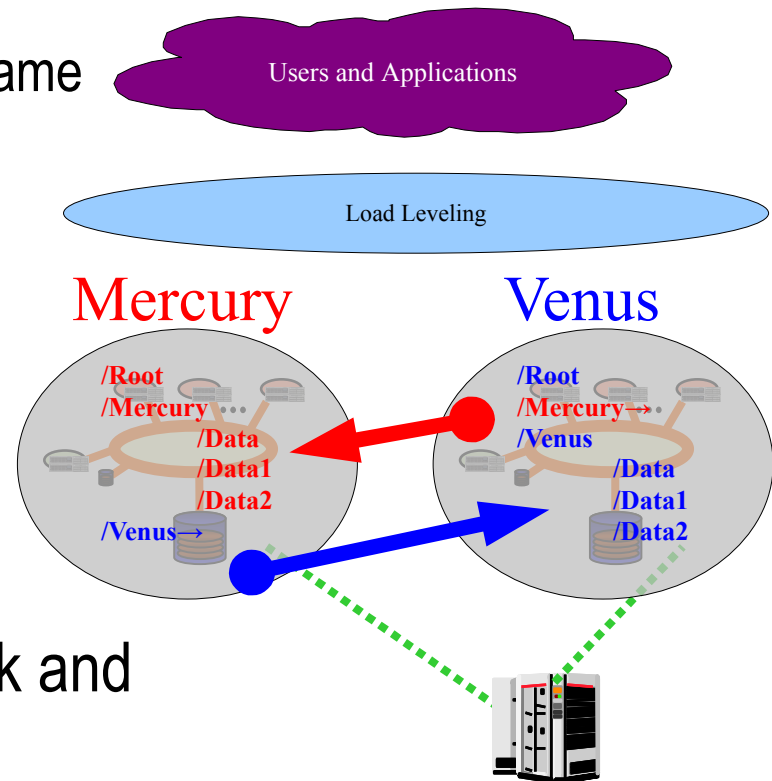 ame
Users and Applications
Load Leveling
Mercury
/Root
/Mercury
/Data
/Data1
/Data2
/Venus→
Venus
/Root
/Mercury→
/Venus
/Data
/Data1
/Data2
k and